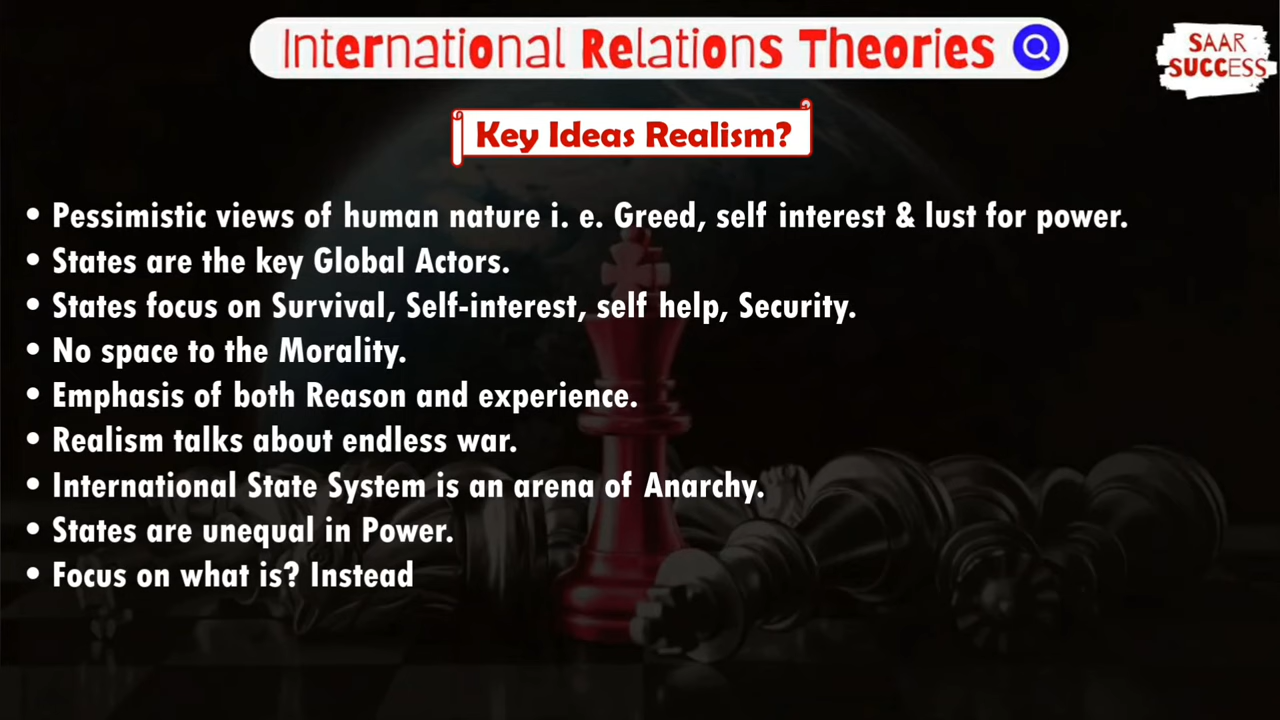 International Relations Theories
SAAR
SUCCESS
Key Ideas Realism?
• Pessimistic views of human nature i. e. Greed, self interest & lust for power.
• States are the key Global Actors.
• States focus on Survival, Self-interest, self help, Security.
• No space to the Morality.
• Emphasis of both Reason and experience.
• Realism talks about endless war.
• International State System is an arena of Anarchy.
• States are unequal in Power.
• Focus on what is? Instead